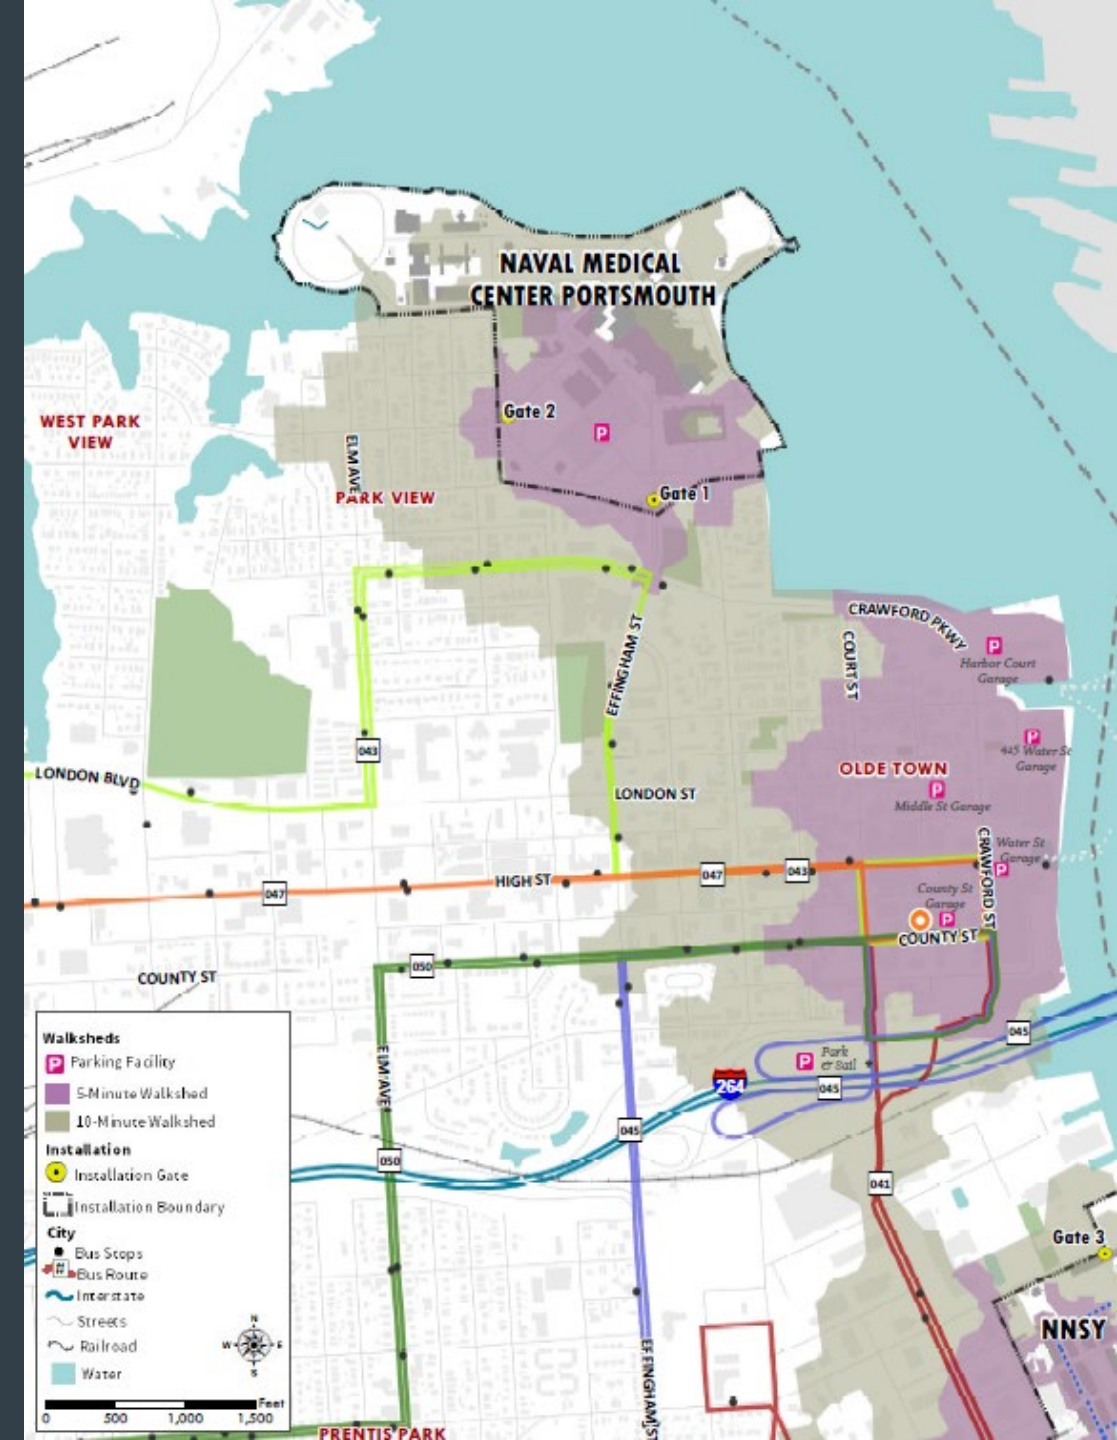 NAVAL MEDICAL
CENTER PORTSMOUTH
WEST PARK
VIEW
Gate 2
P
ELM AVE
PARK VIEW
Gate 1
CRAWFORD PKWY
EFFINGHAM ST
COURT ST
P
Harbor Court
Garage
043
P
445 Water St
Garage
LONDON BLVD
OLDE TOWN
LONDON ST
P
Middle St Garage
CRAWFORD ST
Water St
Garage
P
HIGH ST
047
047
043
County St
Garage
P
COUNTY ST
050
COUNTY ST
045
P
Park
& Sail
264
045
ELM AVE
045
050
041
Gate 3
NNSY
EFFINGHAM ST
PRENTIS PARK
Walksheds
P Parking Facility
5-Minute Walkshed
10-Minute Walkshed
Installation
Installation Gate
Installation Boundary
City
Bus Stops
# Bus Route
Interstate
Streets
Railroad
Water
N
W E
S
Feet
0 500 1,000 1,500